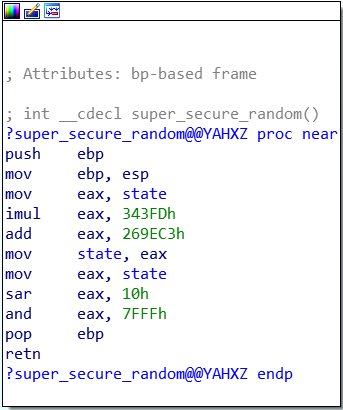 ; Attributes: bp-based frame
; int __cdecl super_secure_random()
?super_secure_random@@YAHXZ proc near
push    ebp
mov     ebp, esp
mov     eax, state
imul    eax, 343FDh
add     eax, 269EC3h
mov     state, eax
mov     eax, state
sar     eax, 10h
and     eax, 7FFFh
pop     ebp
retn
?super_secure_random@@YAHXZ endp